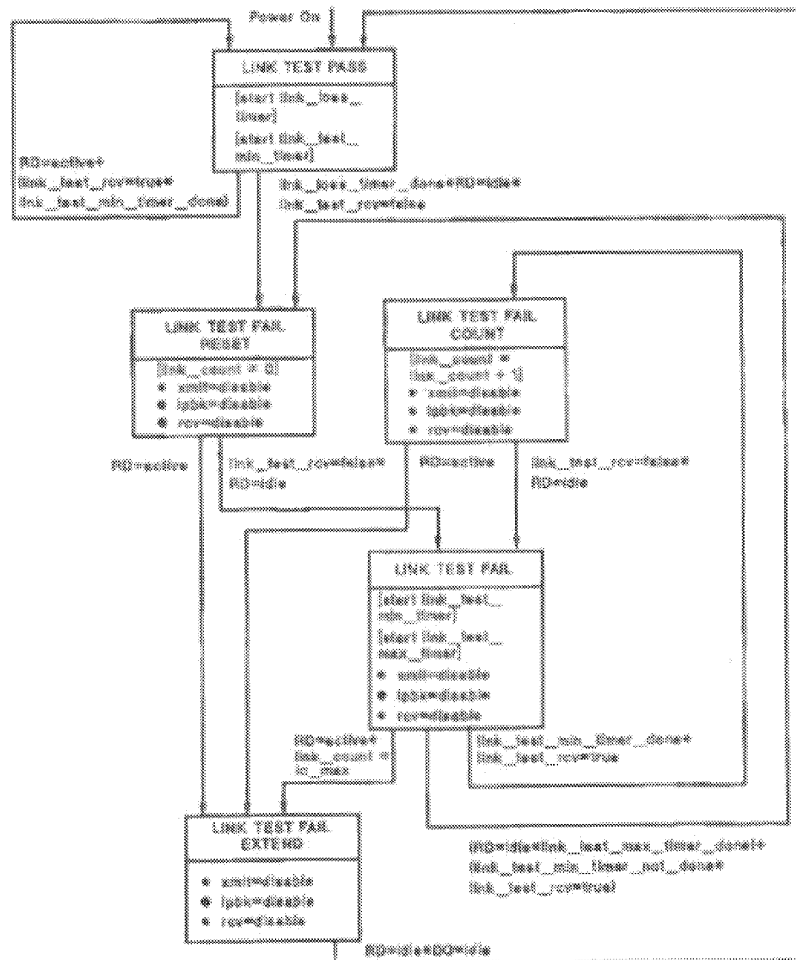 Power On
LINK TEST PASS
[start link_loss_
timer]
[start link_test_
min_timer]
RD=active+
(link_test_rcv=true*
link_test_min_timer_done)
link_loss_timer_done*RD=idle*
link_test_rcv=false
LINK TEST FAIL
RESET
[link_count = 0]
• xmit=disable
• lpbk=disable
• rcv=disable
LINK TEST FAIL
COUNT
[link_count =
link_count + 1]
• xmit=disable
• lpbk=disable
• rcv=disable
RD=active
link_test_rcv=false*
RD=idle
RD=active
link_test_rcv=false*
RD=idle
LINK TEST FAIL
[start link_test_
min_timer]
[start link_test_
max_timer]
• xmit=disable
• lpbk=disable
• rcv=disable
RD=active+
link_count =
lc_max
link_test_min_timer_done*
link_test_rcv=true
LINK TEST FAIL
EXTEND
• xmit=disable
• lpbk=disable
• rcv=disable
(RD=idle*link_test_max_timer_done)+
(link_test_min_timer_not_done*
link_test_rcv=true)
RD=idle*DO=idle